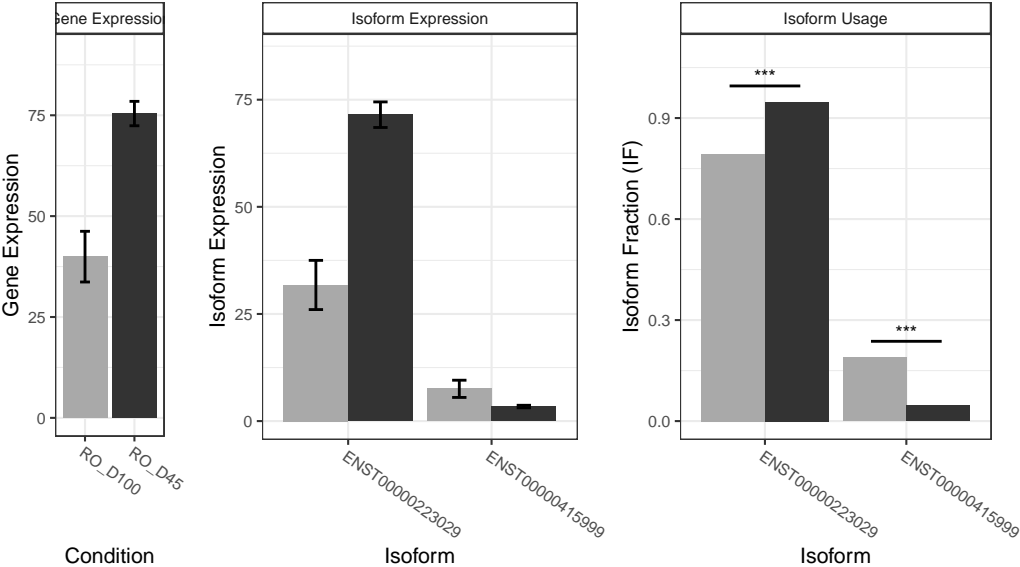 Gene Expression
Isoform Expression
Isoform Usage
Gene Expression
75
50
25
0
RO_D100
RO_D45
Condition
Isoform Expression
75
50
25
0
ENST00000223029
ENST00000415999
Isoform
Isoform Fraction (IF)
0.9
0.6
0.3
0.0
***
***
ENST00000223029
ENST00000415999
Isoform